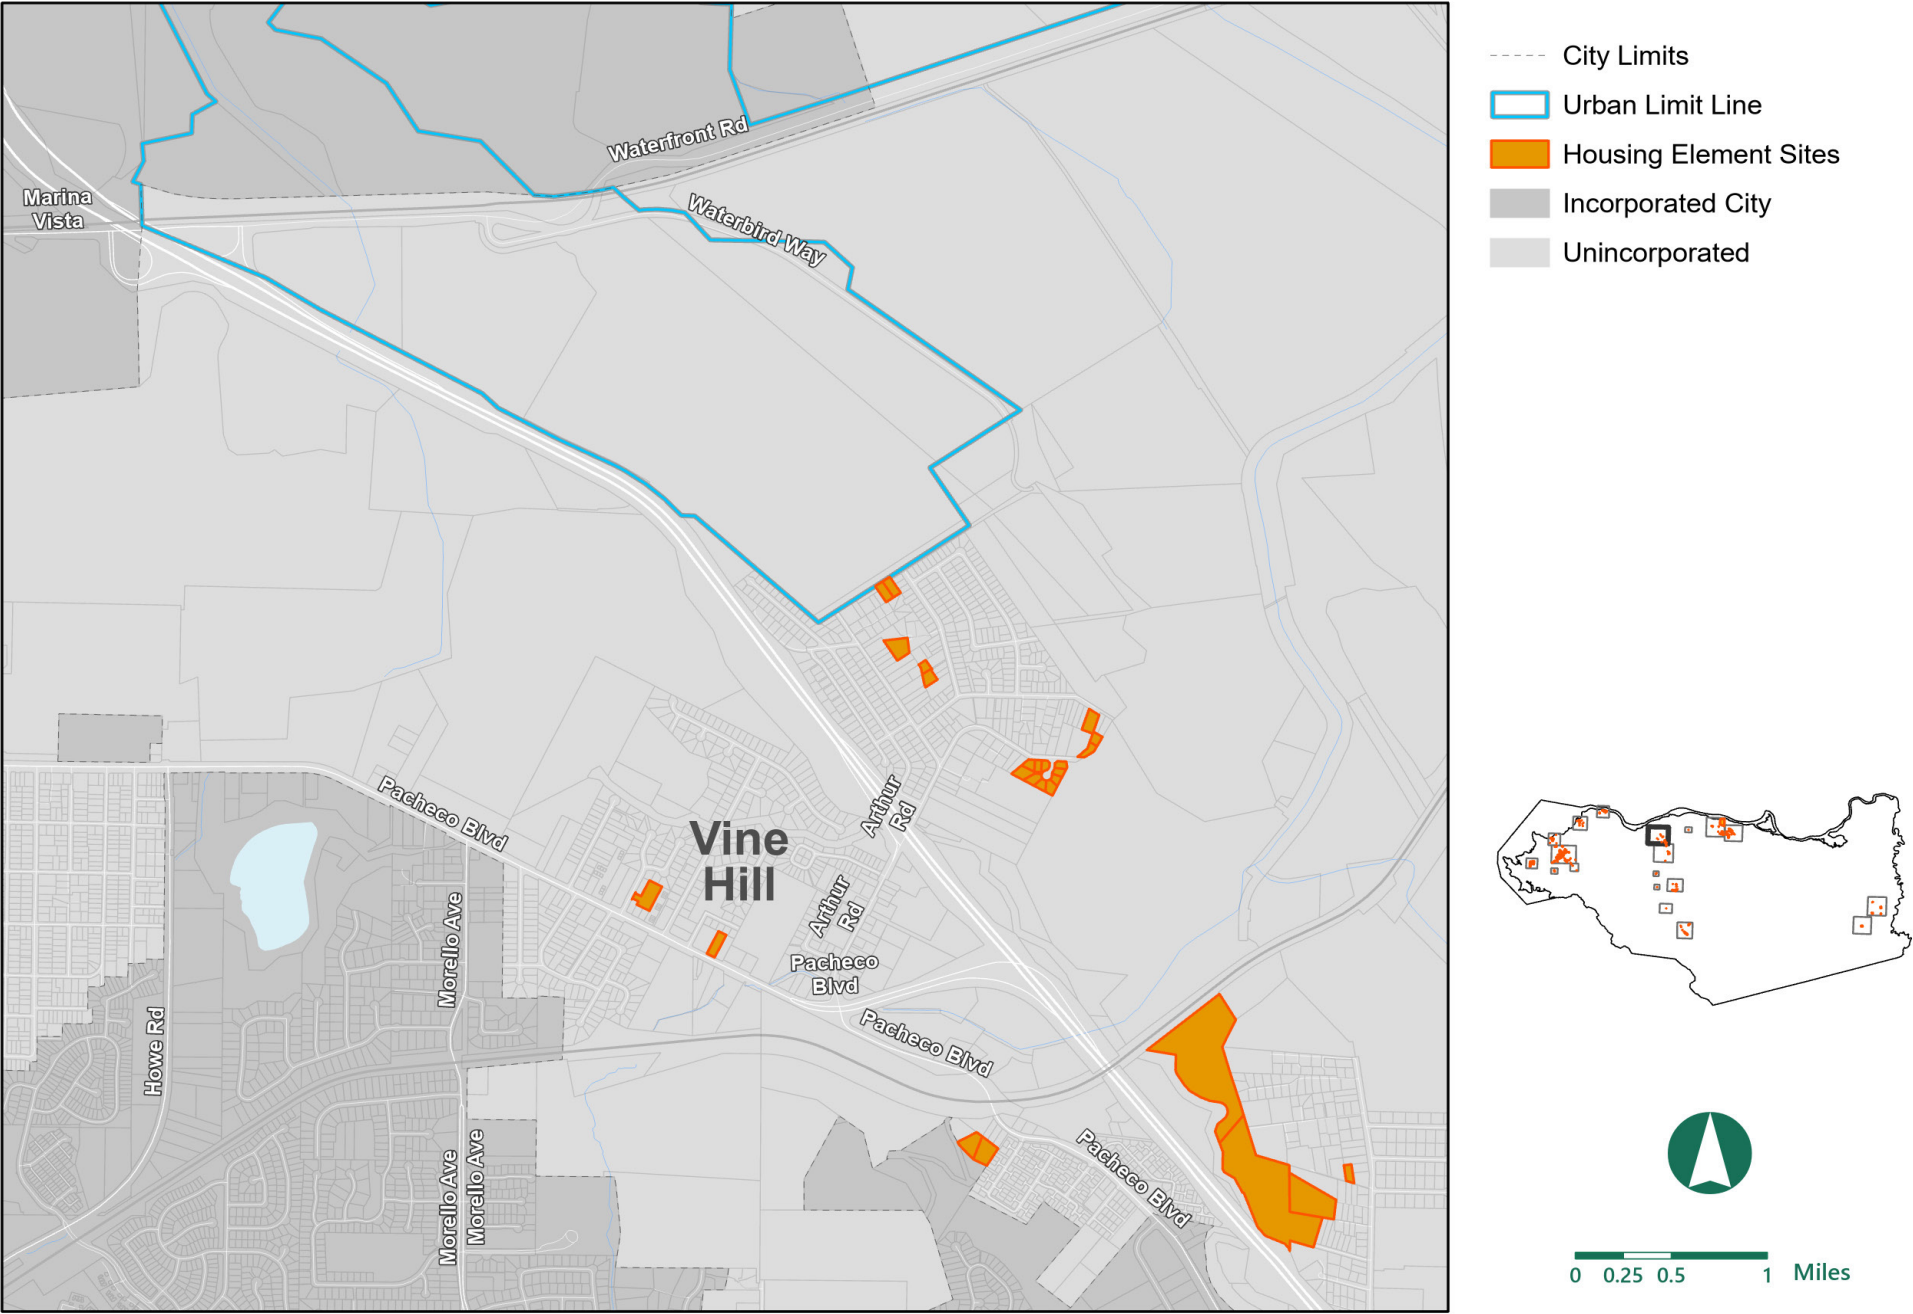 City Limits
Urban Limit Line
Housing Element Sites
Incorporated City
Unincorporated
Waterfront Rd
Marina
Vista
Waterbird Way
Pacheco Blvd
Arthur
Rd
Vine
Hill
Arthur
Rd
Morello Ave
Pacheco
Blvd
Howe Rd
Pacheco Blvd
Morello Ave
Morello Ave
Pacheco Blvd
0 0.25 0.5 1 Miles